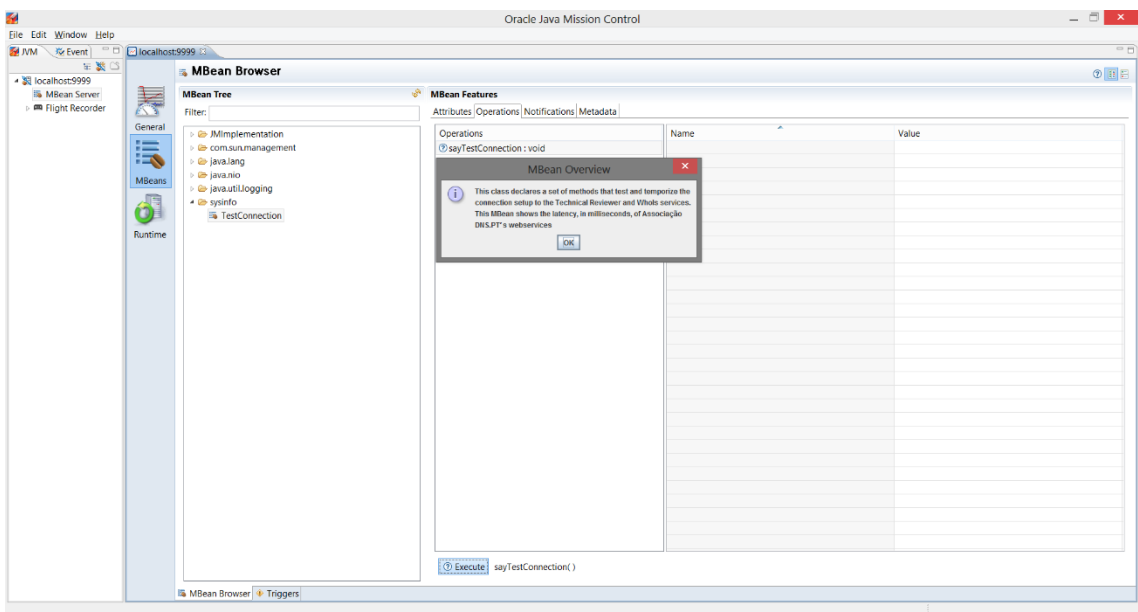 Oracle Java Mission Control
File Edit Window Help
JVM Event
localhost:9999
localhost:9999
MBean Server
Flight Recorder
General
MBeans
Runtime
MBean Browser
MBean Tree
Filter:
JMImplementation
com.sun.management
java.lang
java.nio
java.util.logging
sysinfo
TestConnection
MBean Features
Attributes Operations Notifications Metadata
Operations
sayTestConnection : void
Name Value
MBean Overview
This class declares a set of methods that test and temporize the
connection setup to the Technical Reviewer and WhoIs services.
This MBean shows the latency, in milliseconds, of Associação
DNS.PT's webservices
OK
Execute sayTestConnection( )
MBean Browser Triggers